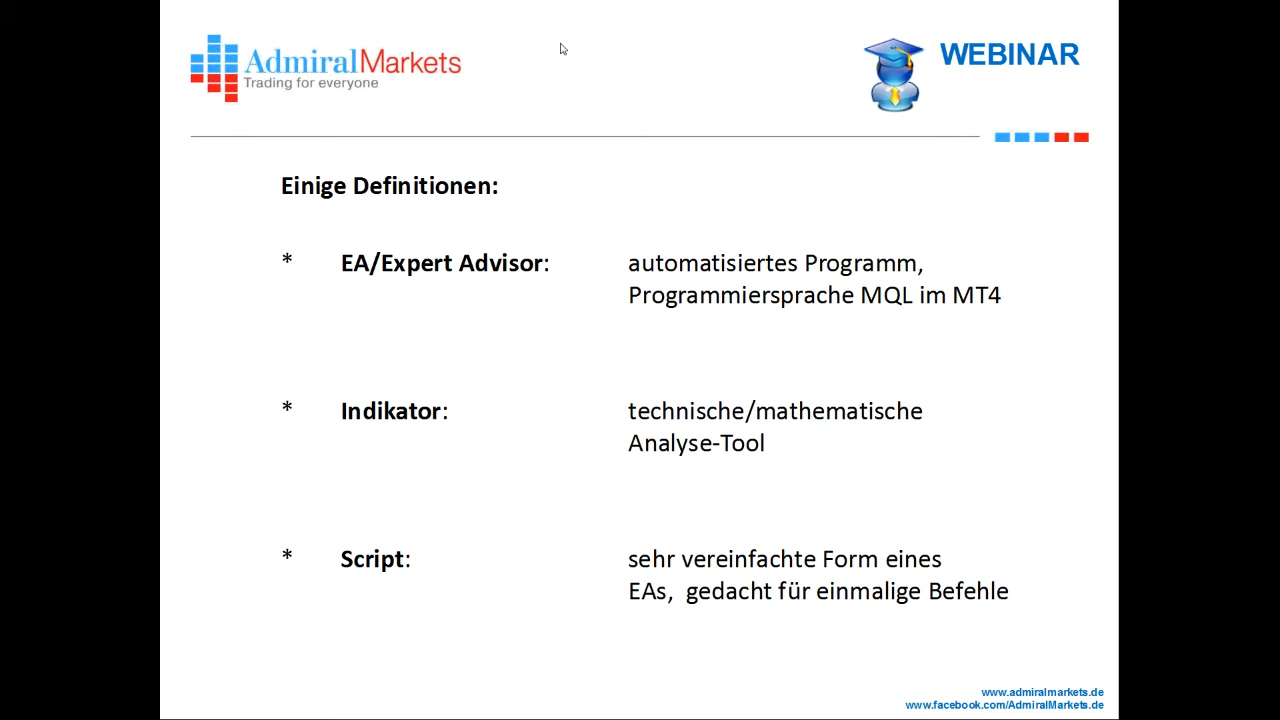 AdmiralMarkets
Trading for everyone
WEBINAR
Einige Definitionen:
* EA/Expert Advisor: automatisiertes Programm,
Programmiersprache MQL im MT4
* Indikator: technische/mathematische
Analyse-Tool
* Script: sehr vereinfachte Form eines
EAs, gedacht für einmalige Befehle
www.admiralmarkets.de
www.facebook.com/AdmiralMarkets.de